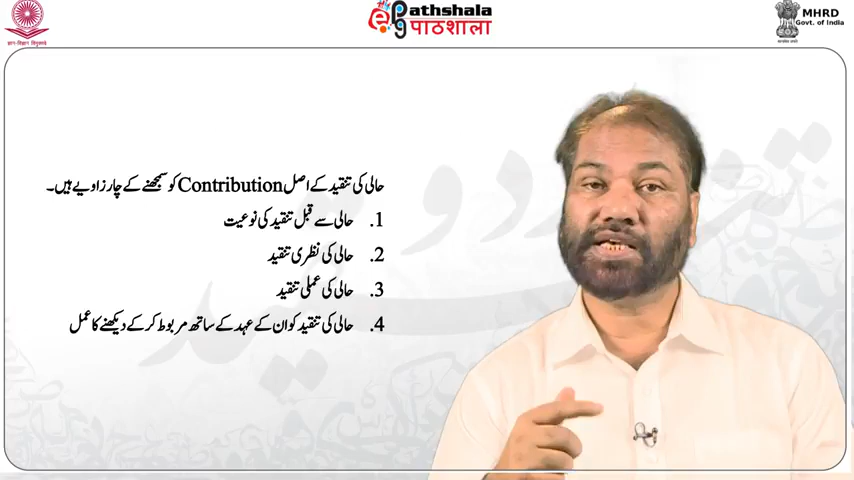 Pathshala
पाठशाला
MHRD
Govt. of India
حالی کی تنقید کے اصل Contribution کو سمجھنے کے چار زاویے ہیں۔
1. حالی سے قبل تنقید کی نوعیت
2. حالی کی نظری تنقید
3. حالی کی عملی تنقید
4. حالی کی تنقید کو ان کے عہد کے ساتھ مربوط کر کے دیکھنے کا عمل